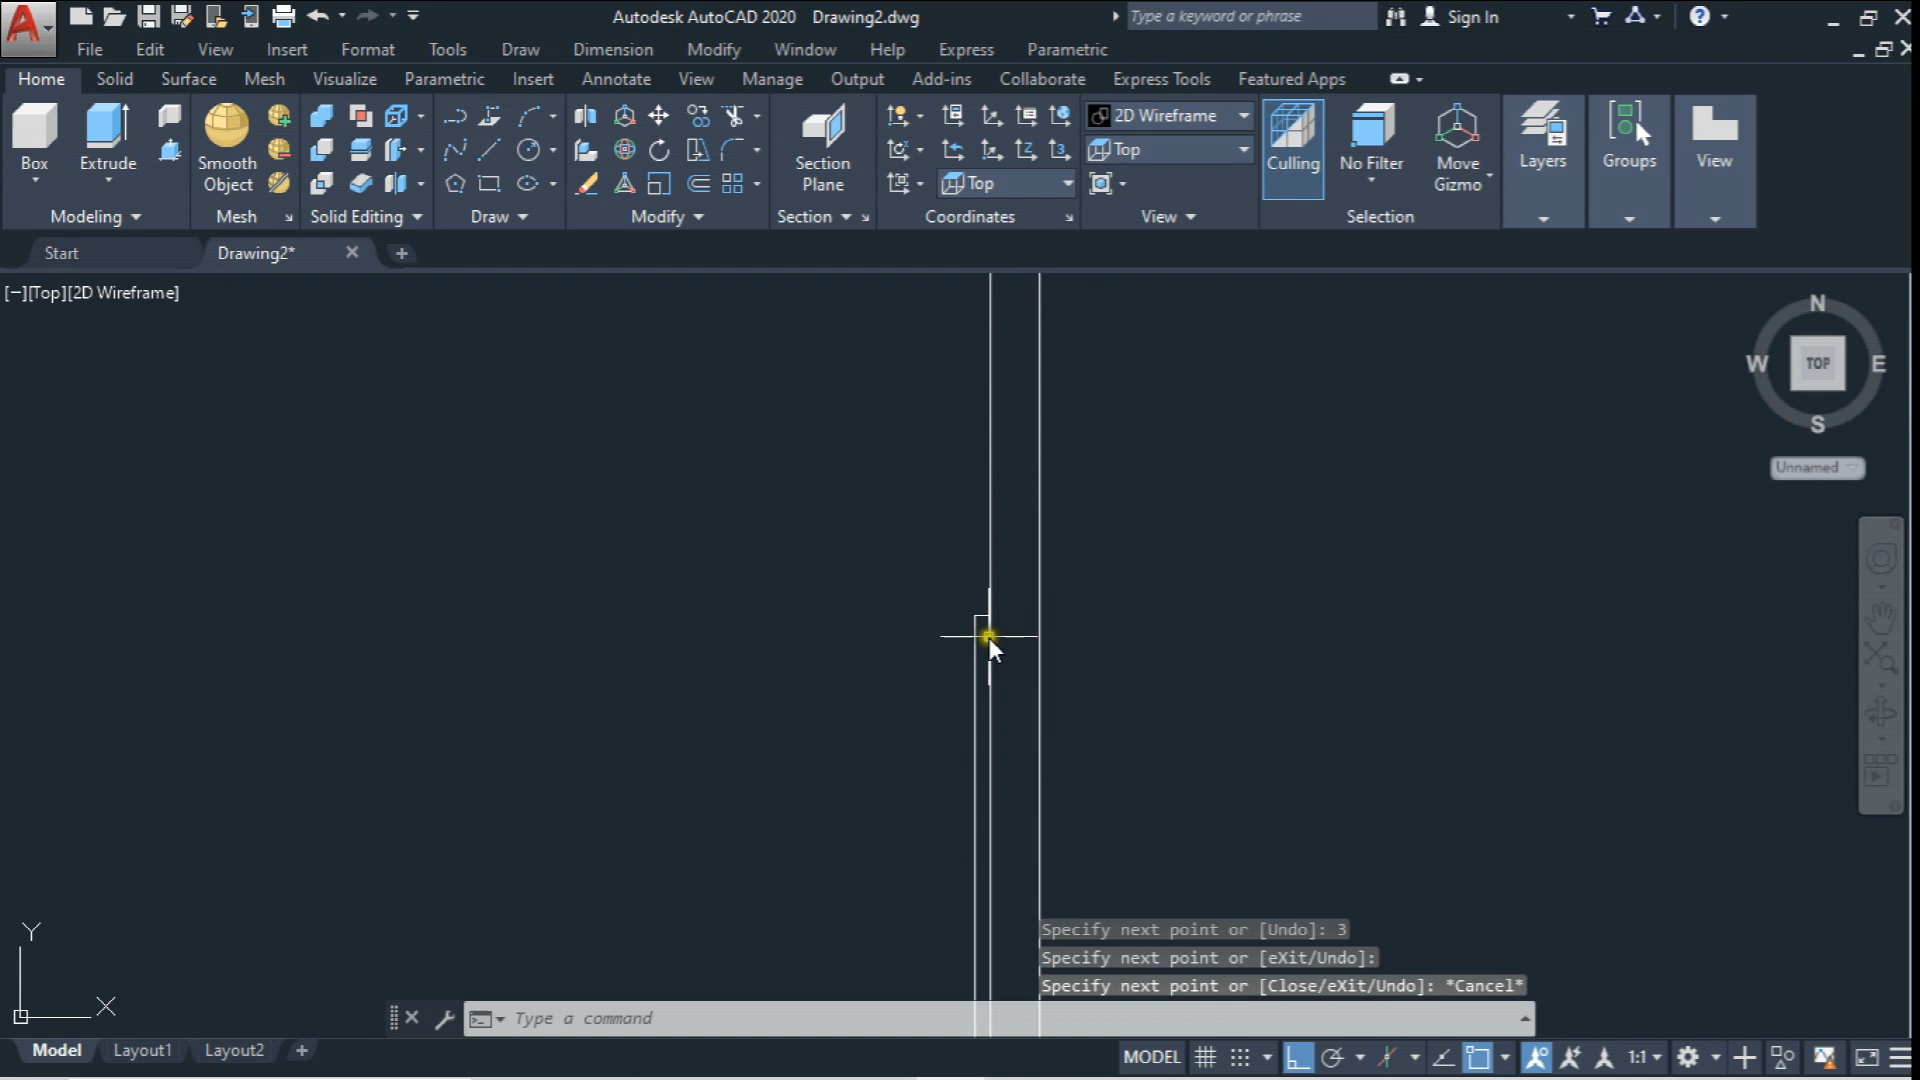 Autodesk AutoCAD 2020 Drawing2.dwg
Type a keyword or phrase
Sign In
File Edit View Insert Format Tools Draw Dimension Modify Window Help Express Parametric
Home Solid Surface Mesh Visualize Parametric Insert Annotate View Manage Output Add-ins Collaborate Express Tools Featured Apps
2D Wireframe
Top
Top
Box
Extrude
Smooth
Object
Section
Plane
Culling
No Filter
Move
Gizmo
Layers
Groups
View
Modeling Mesh Solid Editing Draw Modify Section Coordinates View Selection
Start Drawing2*
[−][Top][2D Wireframe]
N
W TOP E
S
Unnamed
Y
X
Specify next point or [Undo]: 3
Specify next point or [eXit/Undo]:
Specify next point or [Close/eXit/Undo]: *Cancel*
Type a command
Model Layout1 Layout2
MODEL
1:1